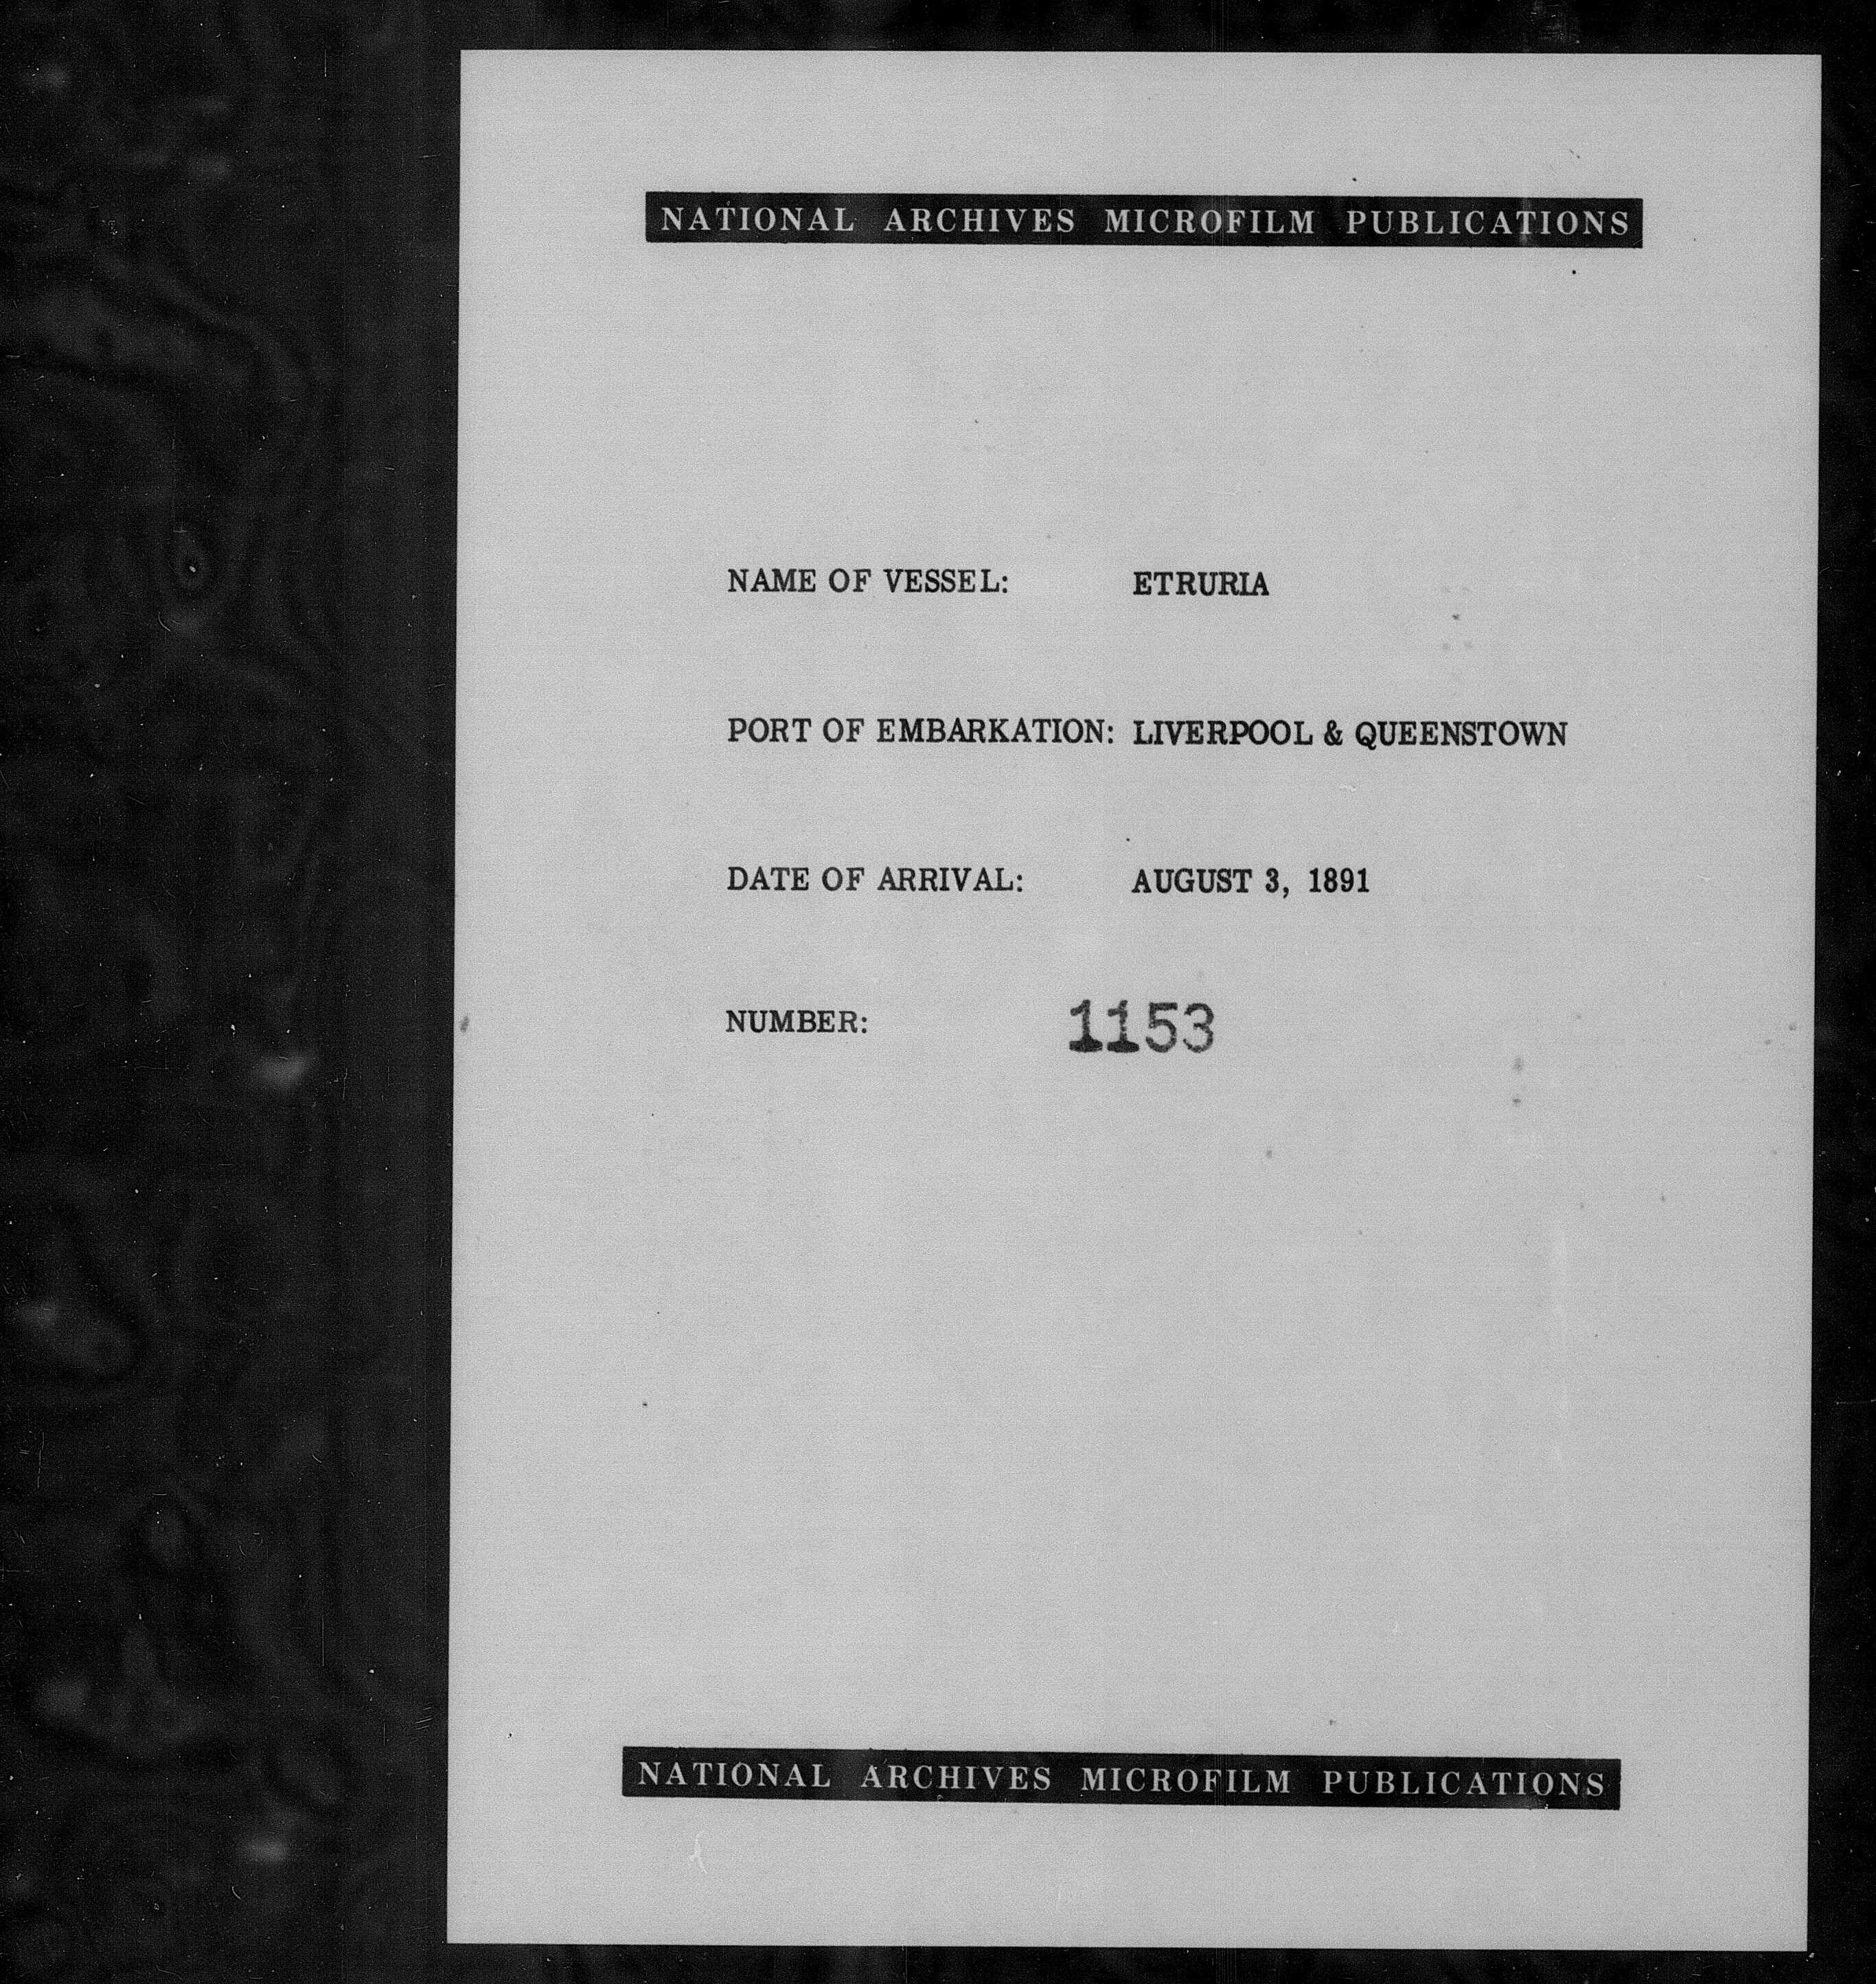 NATIONAL ARCHIVES MICROFILM PUBLICATIONS
NAME OF VESSEL: ETRURIA
PORT OF EMBARKATION: LIVERPOOL & QUEENSTOWN
DATE OF ARRIVAL: AUGUST 3, 1891
NUMBER: 1153
NATIONAL ARCHIVES MICROFILM PUBLICATIONS